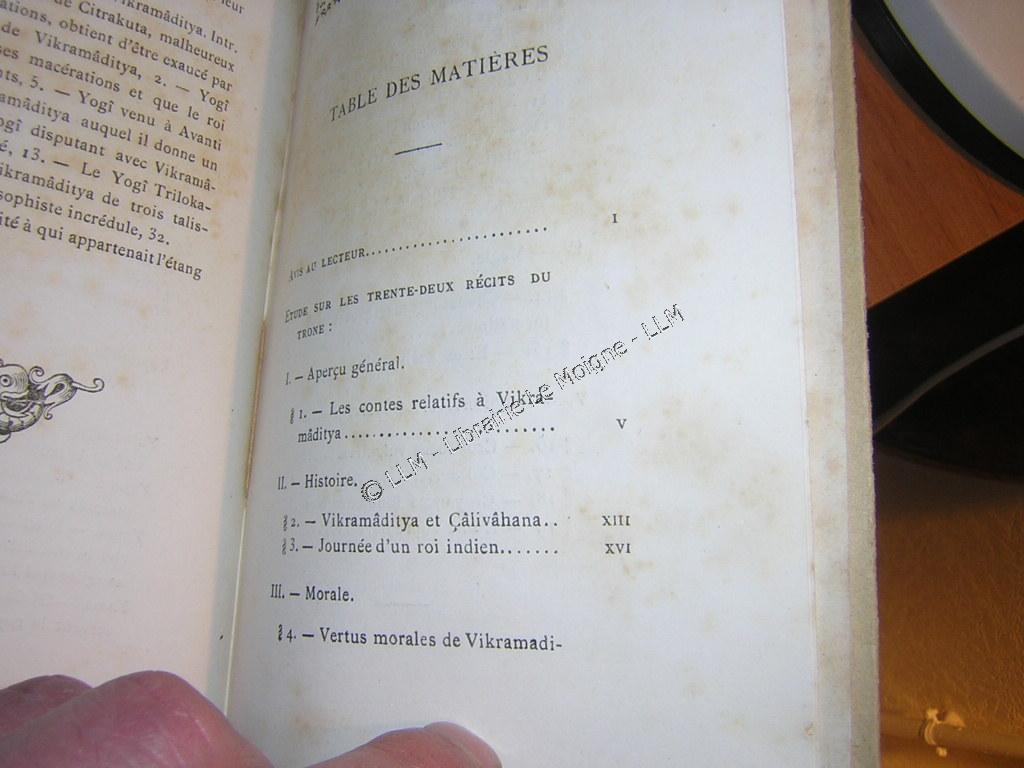 Vikramâditya. Intr.
de Citrakuta, malheureux
ations, obtient d'être exaucé par
de Vikramâditya, 2. — Yogî
ses macérations et que le roi
nts, 5. — Yogî venu à Avanti
amâditya auquel il donne un
ogî disputant avec Vikramâ-
é, 13. — Le Yogî Triloka-
ikramâditya de trois talis-
sophiste incrédule, 32.
ité à qui appartenait l'étang
TABLE DES MATIÈRES
AVIS AU LECTEUR........................ I
ETUDE SUR LES TRENTE-DEUX RÉCITS DU
TRONE :
I. — Aperçu général.
§ 1. — Les contes relatifs à Vikra-
mâditya........................ V
II. — Histoire.
§ 2. — Vikramâditya et Çâlivâhana.. XIII
§ 3. — Journée d'un roi indien....... XVI
III. — Morale.
§ 4. — Vertus morales de Vikramadi-
© LLM - Librairie Le Moigne - LLM